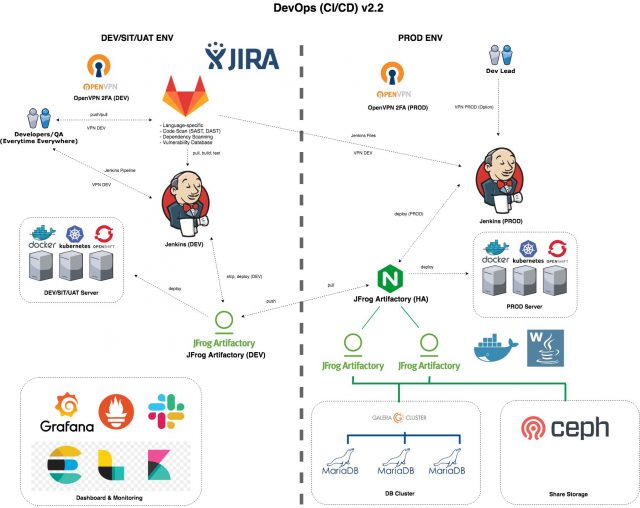 DevOps (CI/CD) v2.2
DEV/SIT/UAT ENV
PROD ENV
JIRA
OPENVPN
OpenVPN 2FA (DEV)
OPENVPN
OpenVPN 2FA (PROD)
Dev Lead
push/pull
VPN DEV
Developers/QA
(Everytime Everywhere)
- Language-specific
- Code Scan (SAST, DAST)
- Dependency Scanning
- Vulnerability Database
pull, build, test
VPN PROD (Option)
Jenkins Files
VPN DEV
Jenkins Pipeline
VPN DEV
Jenkins (DEV)
Jenkins (PROD)
deploy (PROD)
docker
kubernetes
OPENSHIFT
DEV/SIT/UAT Server
docker
kubernetes
OPENSHIFT
PROD Server
deploy
deploy
push
pull
N
JFrog Artifactory (HA)
JFrog Artifactory
JFrog Artifactory (DEV)
JFrog Artifactory
JFrog Artifactory
docker
W
Grafana
Dashboard & Monitoring
GALERA CLUSTER
MariaDB
MariaDB
MariaDB
DB Cluster
ceph
Share Storage